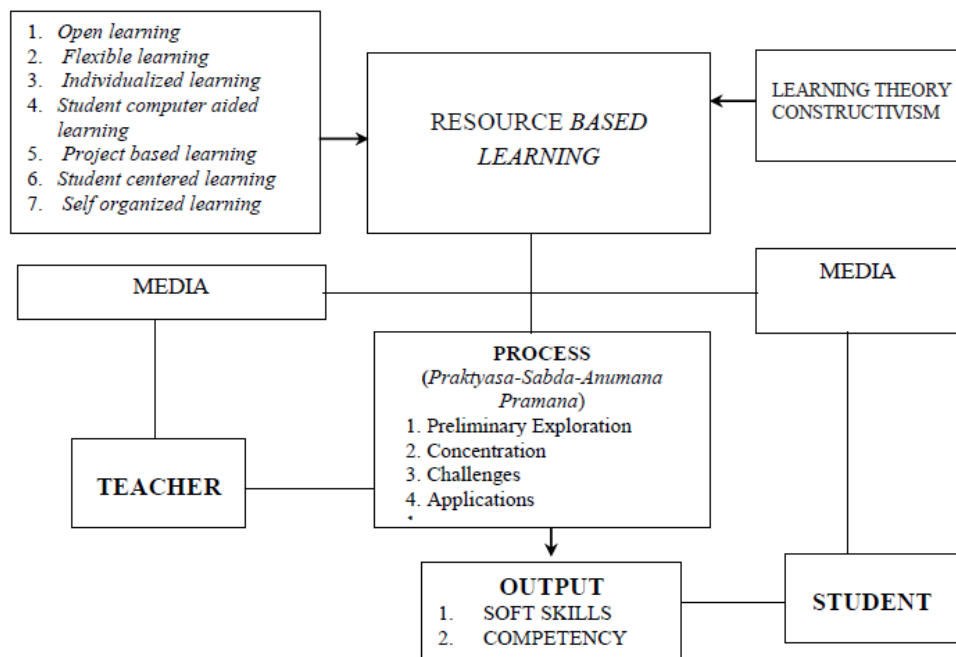 1. Open learning
2. Flexible learning
3. Individualized learning
4. Student computer aided
learning
5. Project based learning
6. Student centered learning
7. Self organized learning
RESOURCE BASED
LEARNING
LEARNING THEORY
CONSTRUCTIVISM
MEDIA
MEDIA
PROCESS
(Praktyasa-Sabda-Anumana
Pramana)
1. Preliminary Exploration
2. Concentration
3. Challenges
4. Applications
TEACHER
OUTPUT
1. SOFT SKILLS
2. COMPETENCY
STUDENT